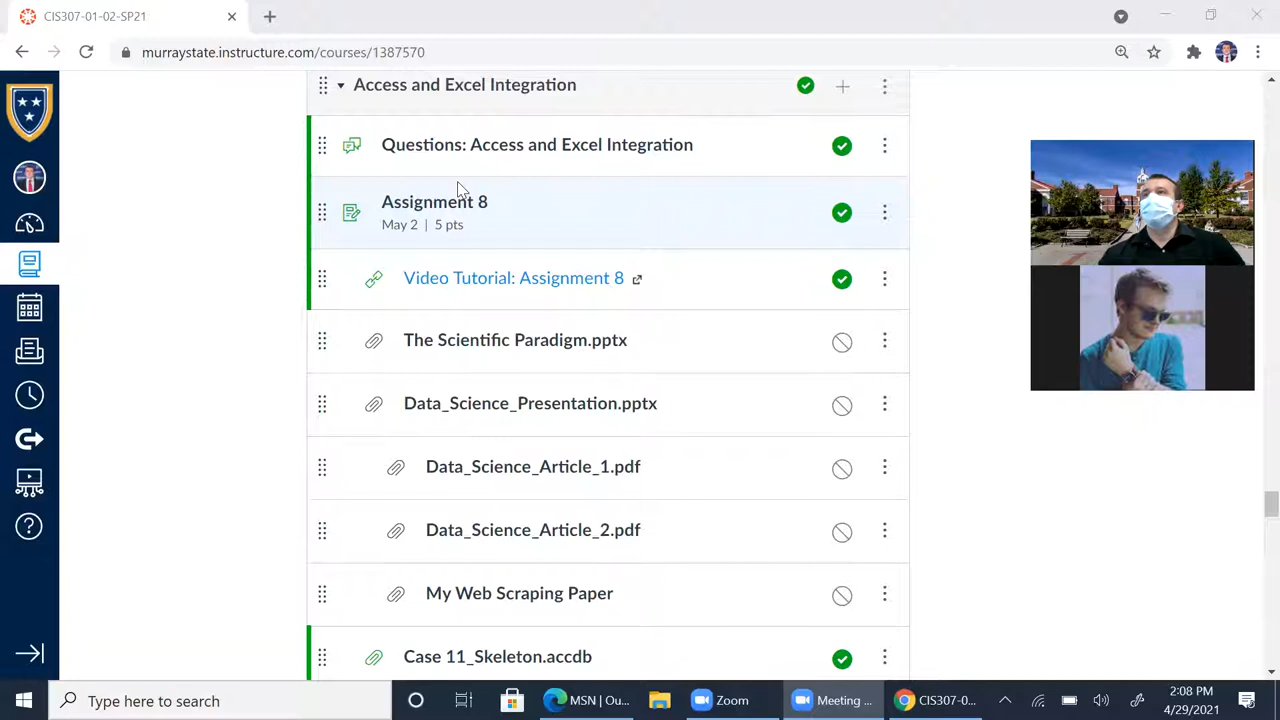 CIS307-01-02-SP21
murraystate.instructure.com/courses/1387570
Access and Excel Integration
Questions: Access and Excel Integration
Assignment 8
May 2 | 5 pts
Video Tutorial: Assignment 8
The Scientific Paradigm.pptx
Data_Science_Presentation.pptx
Data_Science_Article_1.pdf
Data_Science_Article_2.pdf
My Web Scraping Paper
Case 11_Skeleton.accdb
Type here to search
MSN | Ou...
Zoom
Meeting ...
CIS307-0...
2:08 PM
4/29/2021